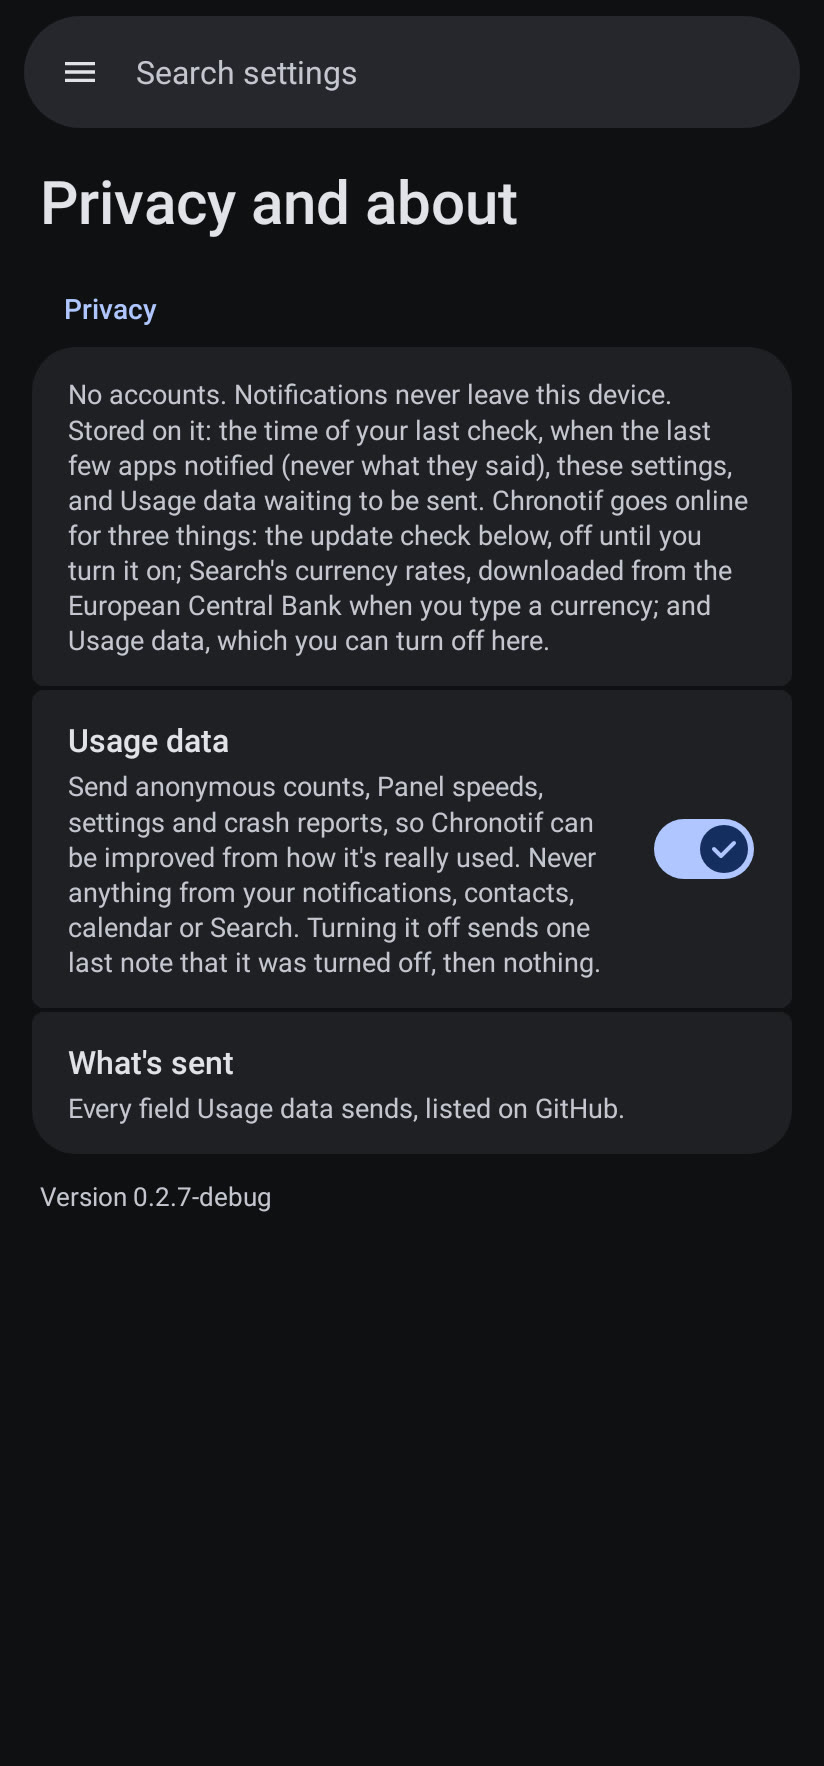 Search settings
Privacy and about
Privacy
No accounts. Notifications never leave this device.
Stored on it: the time of your last check, when the last
few apps notified (never what they said), these settings,
and Usage data waiting to be sent. Chronotif goes online
for three things: the update check below, off until you
turn it on; Search's currency rates, downloaded from the
European Central Bank when you type a currency; and
Usage data, which you can turn off here.
Usage data
Send anonymous counts, Panel speeds,
settings and crash reports, so Chronotif can
be improved from how it's really used. Never
anything from your notifications, contacts,
calendar or Search. Turning it off sends one
last note that it was turned off, then nothing.
What's sent
Every field Usage data sends, listed on GitHub.
Version 0.2.7-debug